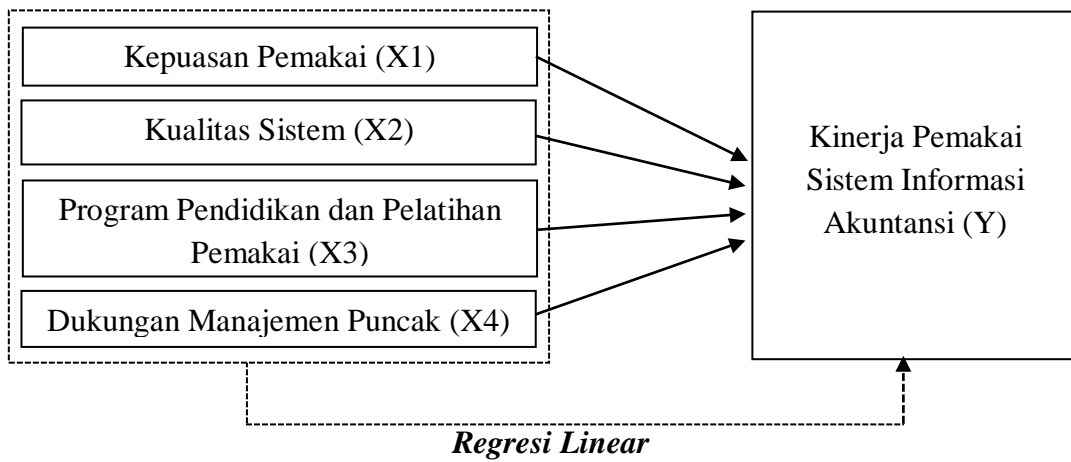 Kepuasan Pemakai (X1)
Kualitas Sistem (X2)
Program Pendidikan dan Pelatihan
Pemakai (X3)
Dukungan Manajemen Puncak (X4)
Kinerja Pemakai
Sistem Informasi
Akuntansi (Y)
Regresi Linear